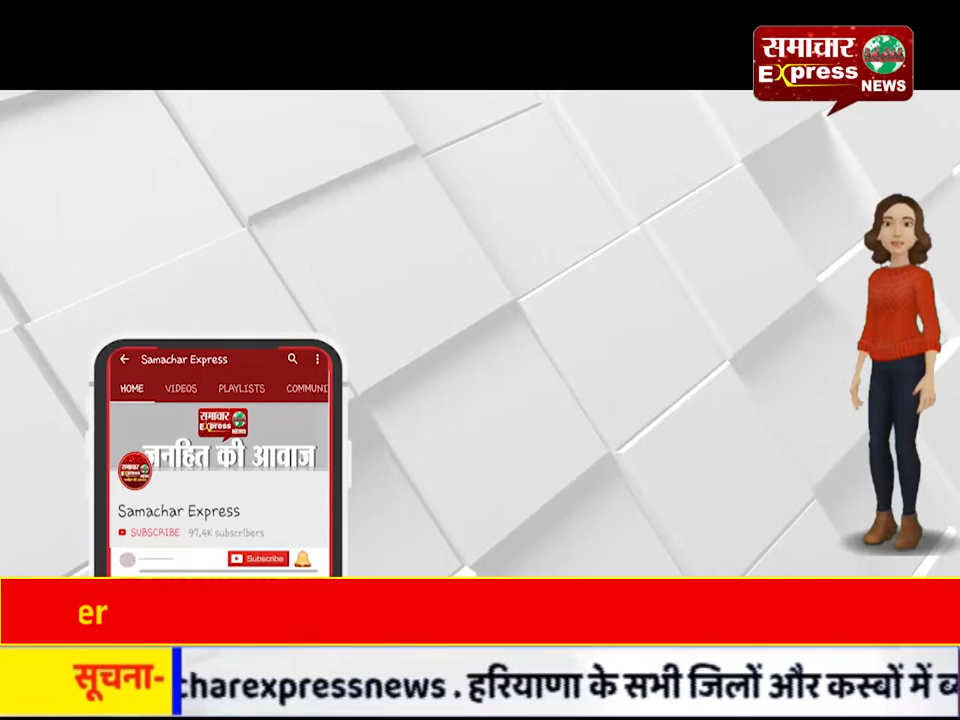 समाचार
Express
NEWS
Samachar Express
HOME VIDEOS PLAYLISTS COMMUNI
समाचार
Express
NEWS
जनहित की आवाज
Samachar Express
SUBSCRIBE 97.4K subscribers
Subscribe
er
सूचना- charexpressnews . हरियाणा के सभी जिलों और कस्बों में